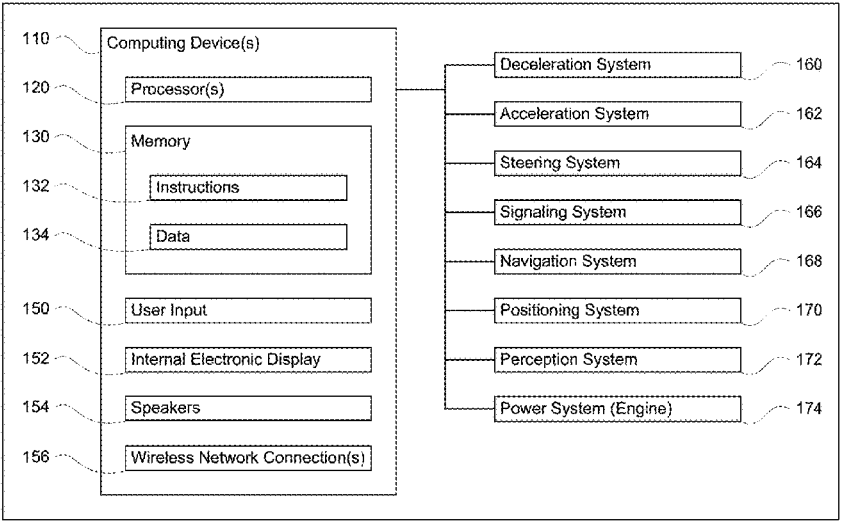 110 Computing Device(s)
120 Processor(s)
130 Memory
132 Instructions
134 Data
150 User Input
152 Internal Electronic Display
154 Speakers
156 Wireless Network Connection(s)
Deceleration System 160
Acceleration System 162
Steering System 164
Signaling System 166
Navigation System 168
Positioning System 170
Perception System 172
Power System (Engine) 174